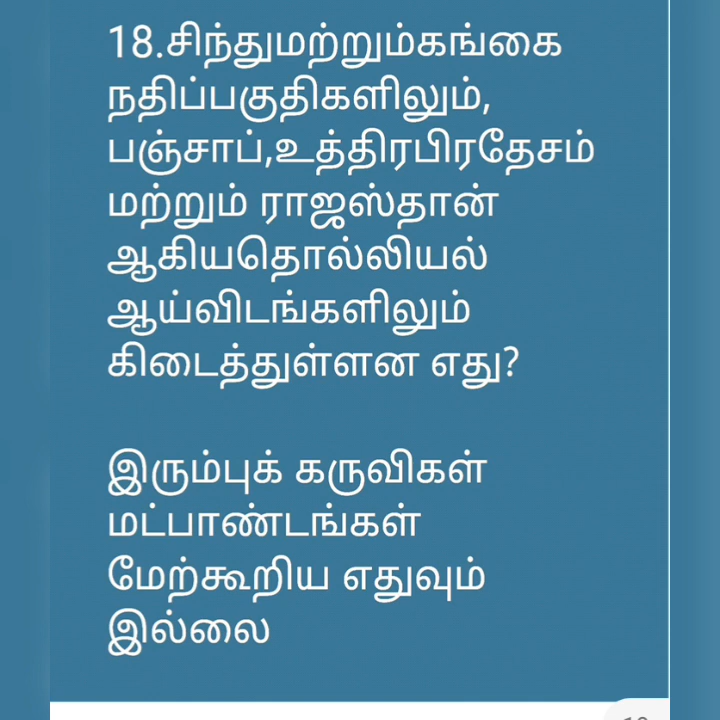 18.சிந்துமற்றும்கங்கை
நதிப்பகுதிகளிலும்,
பஞ்சாப்,உத்திரபிரதேசம்
மற்றும் ராஜஸ்தான்
ஆகியதொல்லியல்
ஆய்விடங்களிலும்
கிடைத்துள்ளன எது?
இரும்புக் கருவிகள்
மட்பாண்டங்கள்
மேற்கூறிய எதுவும்
இல்லை